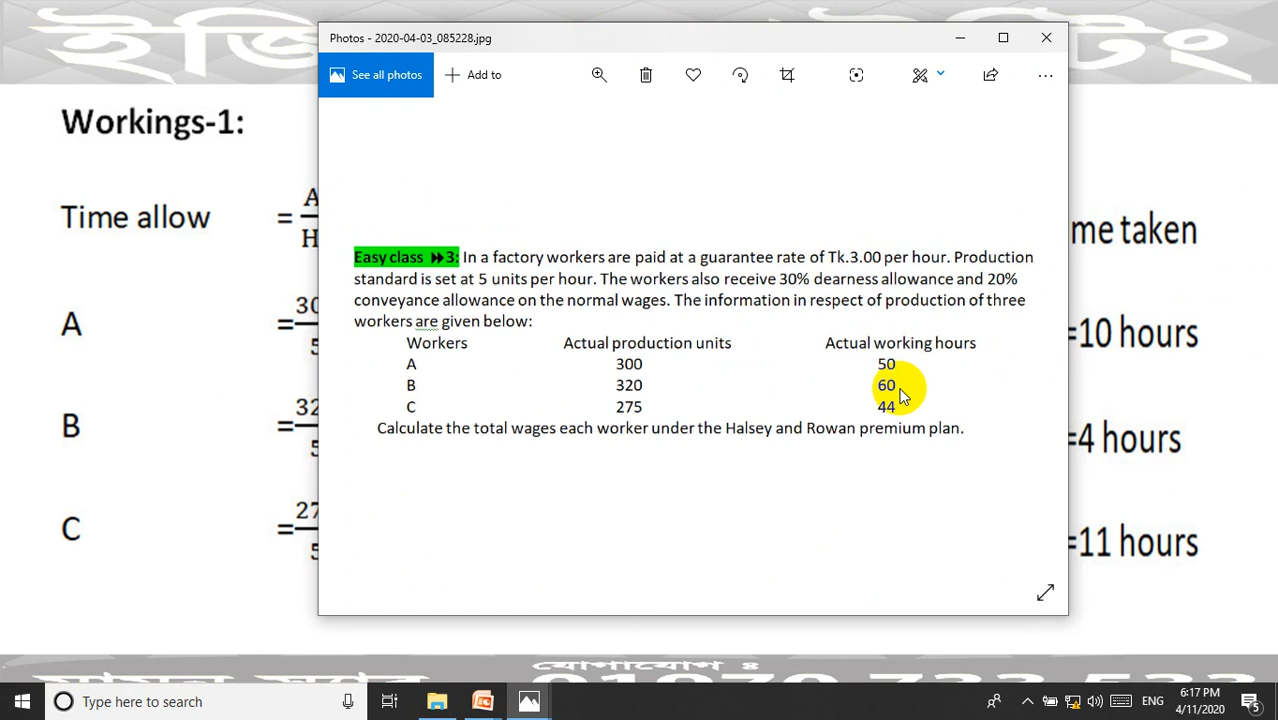 Photos - 2020-04-03_085228.jpg
See all photos
Add to
Workings-1:
Time allow =
A =
B =
C =
Easy class 3: In a factory workers are paid at a guarantee rate of Tk.3.00 per hour. Production
standard is set at 5 units per hour. The workers also receive 30% dearness allowance and 20%
conveyance allowance on the normal wages. The information in respect of production of three
workers are given below:
Workers Actual production units Actual working hours
A 300 50
B 320 60
C 275 44
Calculate the total wages each worker under the Halsey and Rowan premium plan.
taken
=10 hours
=4 hours
=11 hours
যোগাযোগ ঃ
Type here to search
ENG
6:17 PM
4/11/2020
5